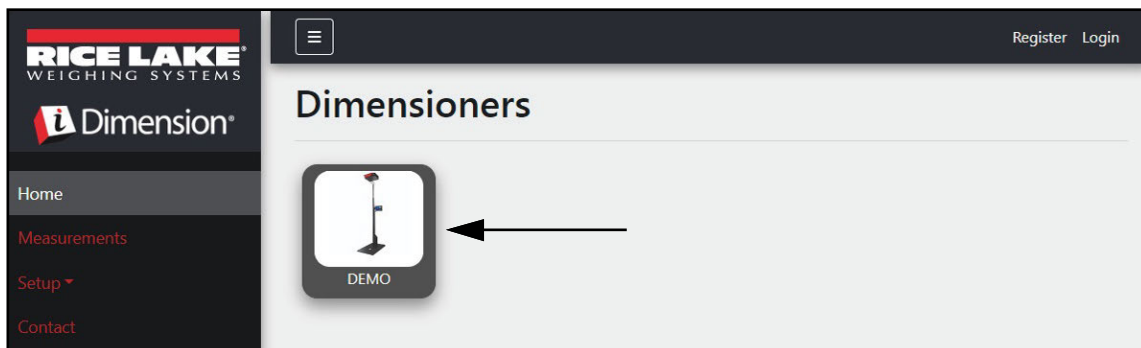 RICE LAKE®
WEIGHING SYSTEMS
i Dimension®
Home
Measurements
Setup
Contact
Register Login
Dimensioners
DEMO